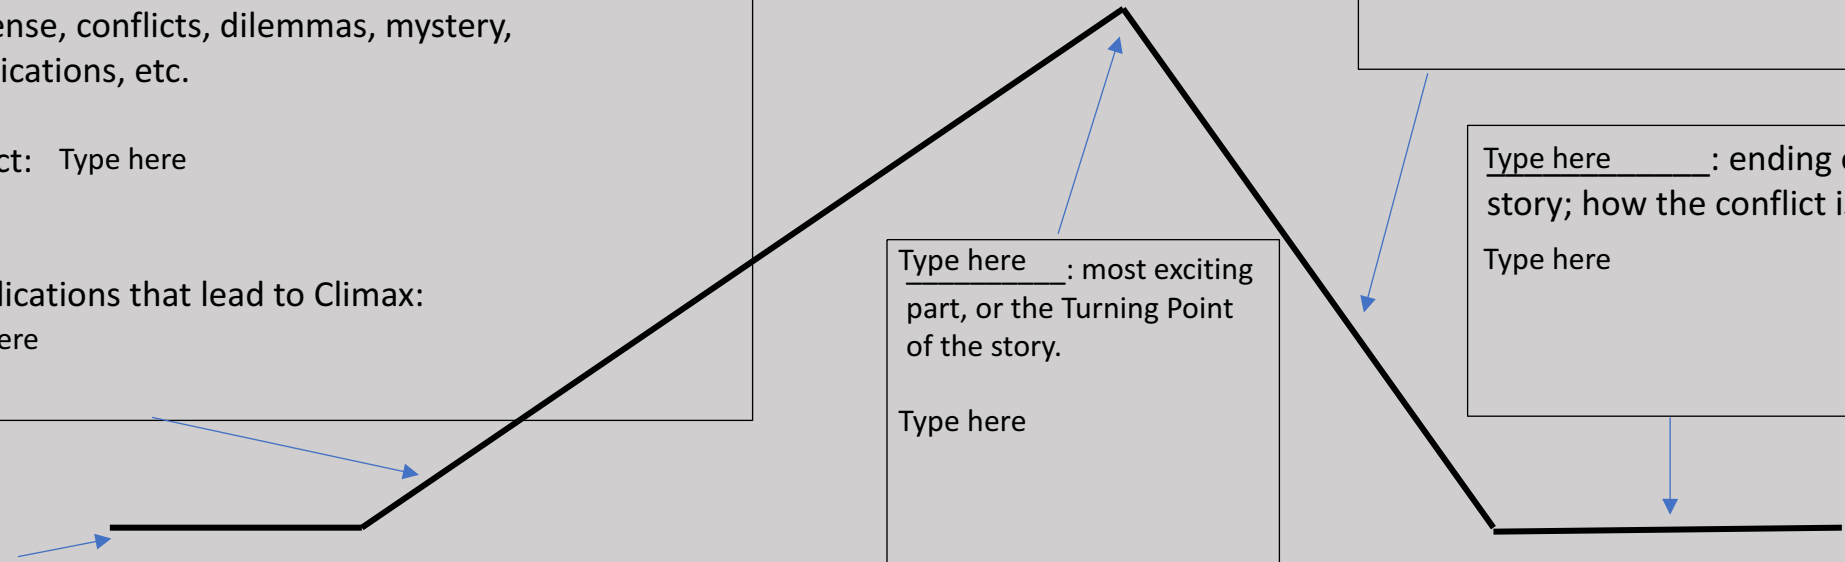 ense, conflicts, dilemmas, mystery,
ications, etc.
ct: Type here
lications that lead to Climax:
ere
Type here
__________: most exciting
part, or the Turning Point
of the story.
Type here
Type here
____________: ending
story; how the conflict i
Type here